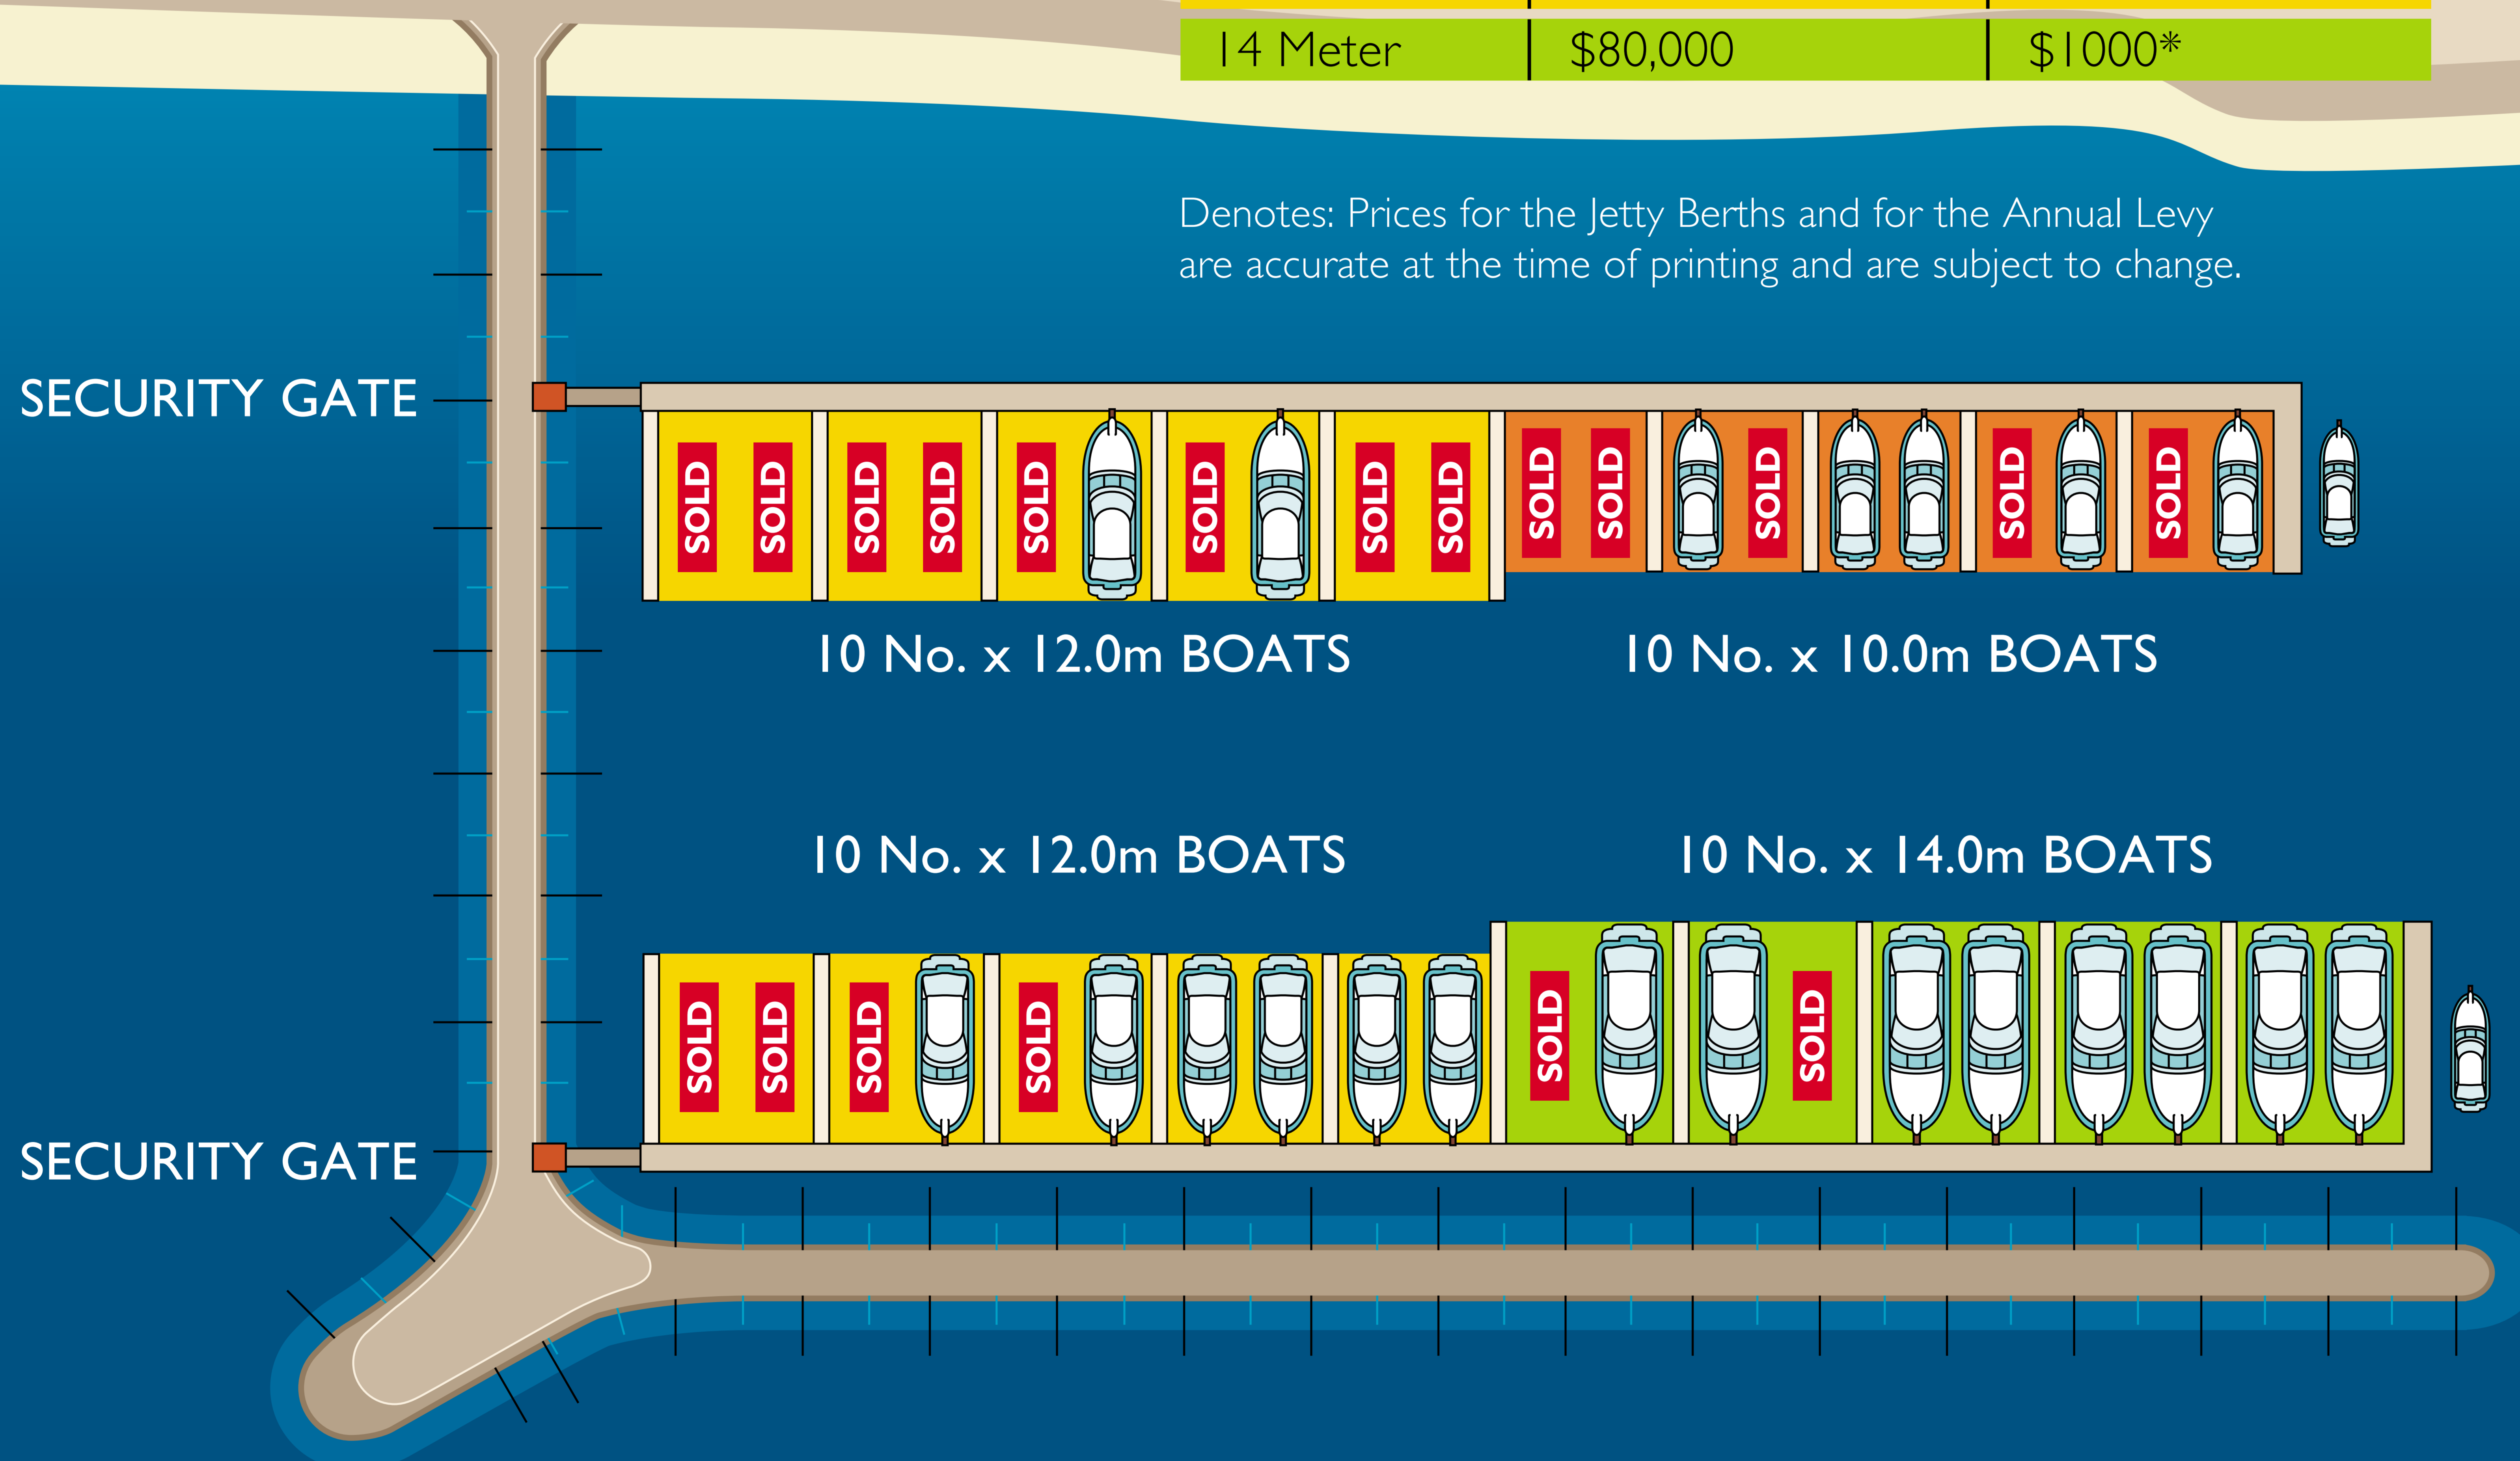 14 Meter $80,000 $1000*
Denotes: Prices for the Jetty Berths and for the Annual Levy
are accurate at the time of printing and are subject to change.
SECURITY GATE
SOLD
SOLD
SOLD
SOLD
SOLD
SOLD
SOLD
SOLD
SOLD
SOLD
SOLD
SOLD
SOLD
10 No. x 12.0m BOATS
10 No. x 10.0m BOATS
10 No. x 12.0m BOATS
10 No. x 14.0m BOATS
SOLD
SOLD
SOLD
SOLD
SOLD
SOLD
SECURITY GATE